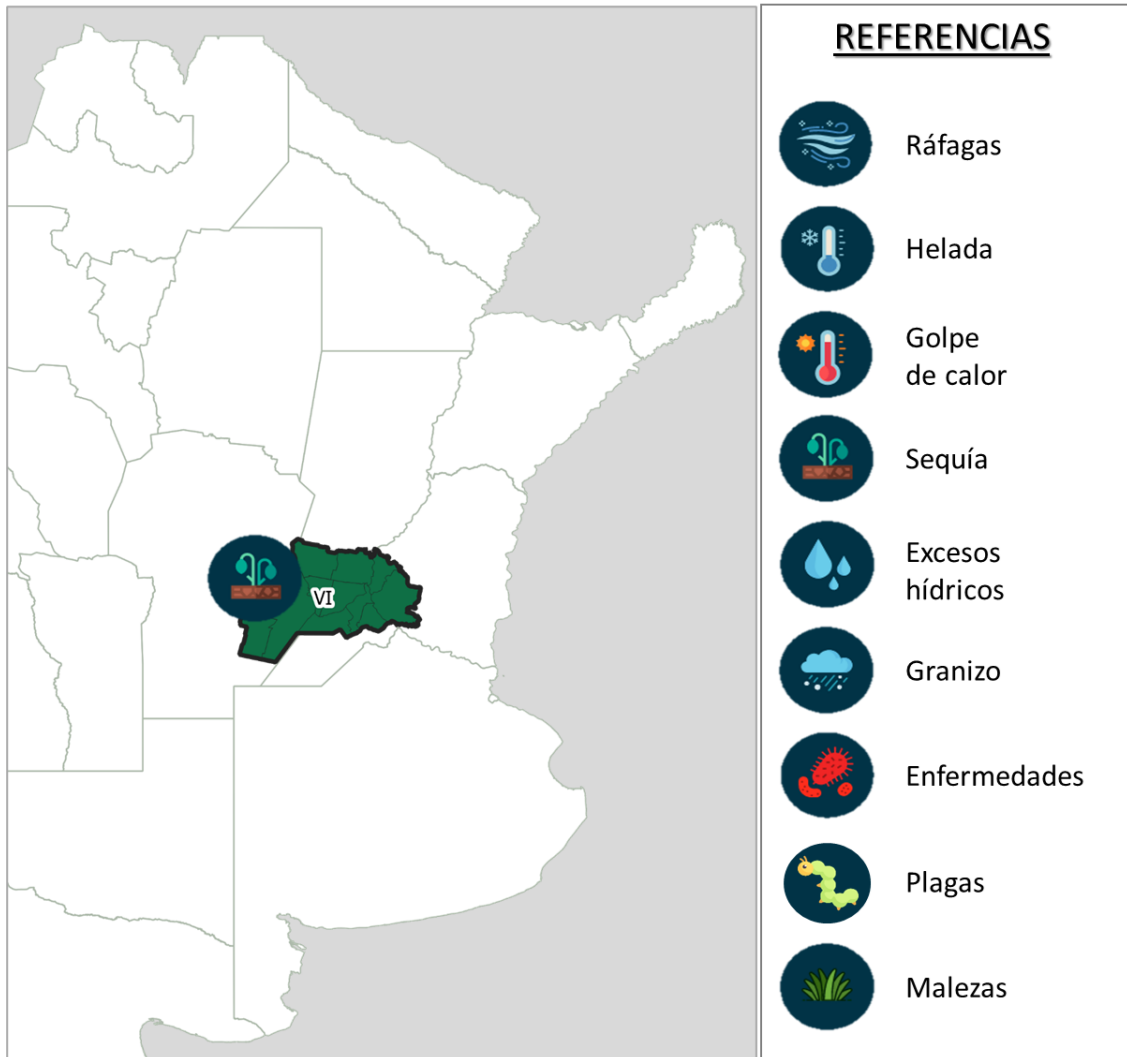 REFERENCIAS
Ráfagas
Helada
Golpe
de calor
Sequía
Excesos
hídricos
Granizo
Enfermedades
Plagas
Malezas
VI